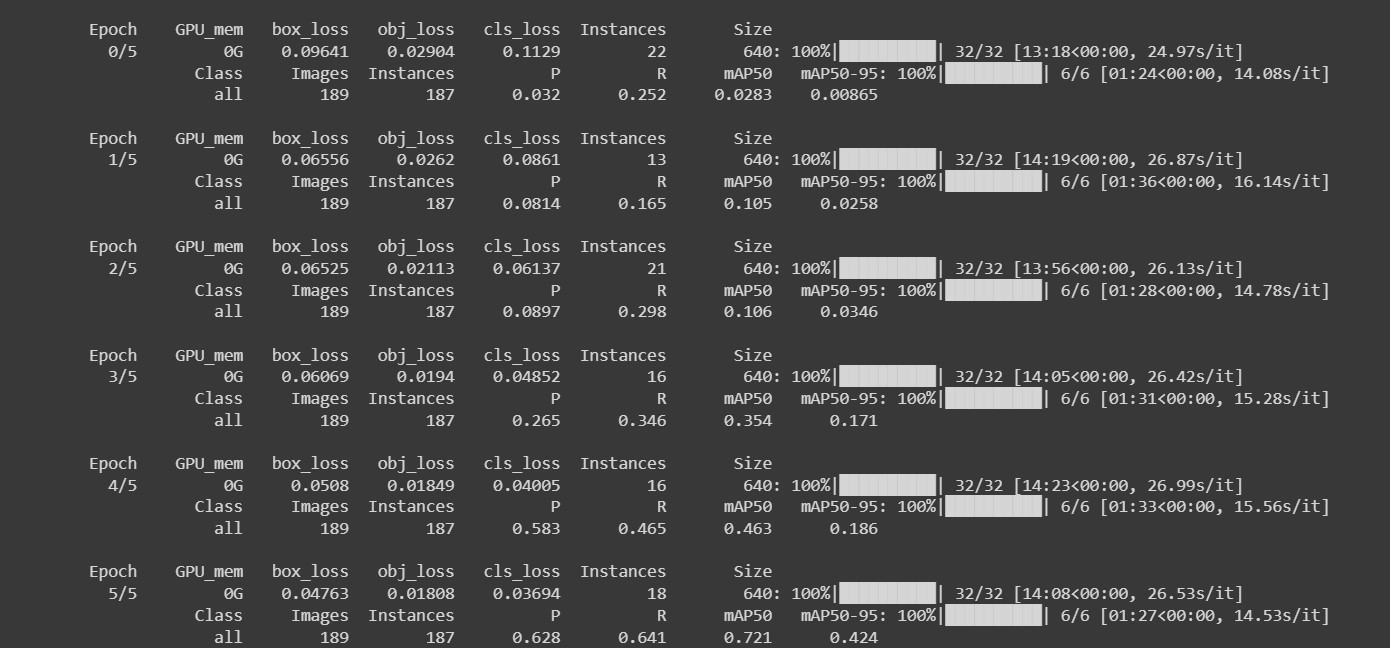 Epoch GPU_mem box_loss obj_loss cls_loss Instances Size
0/5 0G 0.09641 0.02904 0.1129 22 640: 100%|██████████| 32/32 [13:18<00:00, 24.97s/it]
Class Images Instances P R mAP50 mAP50-95: 100%|██████████| 6/6 [01:24<00:00, 14.08s/it]
all 189 187 0.032 0.252 0.0283 0.00865
Epoch GPU_mem box_loss obj_loss cls_loss Instances Size
1/5 0G 0.06556 0.0262 0.0861 13 640: 100%|██████████| 32/32 [14:19<00:00, 26.87s/it]
Class Images Instances P R mAP50 mAP50-95: 100%|██████████| 6/6 [01:36<00:00, 16.14s/it]
all 189 187 0.0814 0.165 0.105 0.0258
Epoch GPU_mem box_loss obj_loss cls_loss Instances Size
2/5 0G 0.06525 0.02113 0.06137 21 640: 100%|██████████| 32/32 [13:56<00:00, 26.13s/it]
Class Images Instances P R mAP50 mAP50-95: 100%|██████████| 6/6 [01:28<00:00, 14.78s/it]
all 189 187 0.0897 0.298 0.106 0.0346
Epoch GPU_mem box_loss obj_loss cls_loss Instances Size
3/5 0G 0.06069 0.0194 0.04852 16 640: 100%|██████████| 32/32 [14:05<00:00, 26.42s/it]
Class Images Instances P R mAP50 mAP50-95: 100%|██████████| 6/6 [01:31<00:00, 15.28s/it]
all 189 187 0.265 0.346 0.354 0.171
Epoch GPU_mem box_loss obj_loss cls_loss Instances Size
4/5 0G 0.0508 0.01849 0.04005 16 640: 100%|██████████| 32/32 [14:23<00:00, 26.99s/it]
Class Images Instances P R mAP50 mAP50-95: 100%|██████████| 6/6 [01:33<00:00, 15.56s/it]
all 189 187 0.583 0.465 0.463 0.186
Epoch GPU_mem box_loss obj_loss cls_loss Instances Size
5/5 0G 0.04763 0.01808 0.03694 18 640: 100%|██████████| 32/32 [14:08<00:00, 26.53s/it]
Class Images Instances P R mAP50 mAP50-95: 100%|██████████| 6/6 [01:27<00:00, 14.53s/it]
all 189 187 0.628 0.641 0.721 0.424